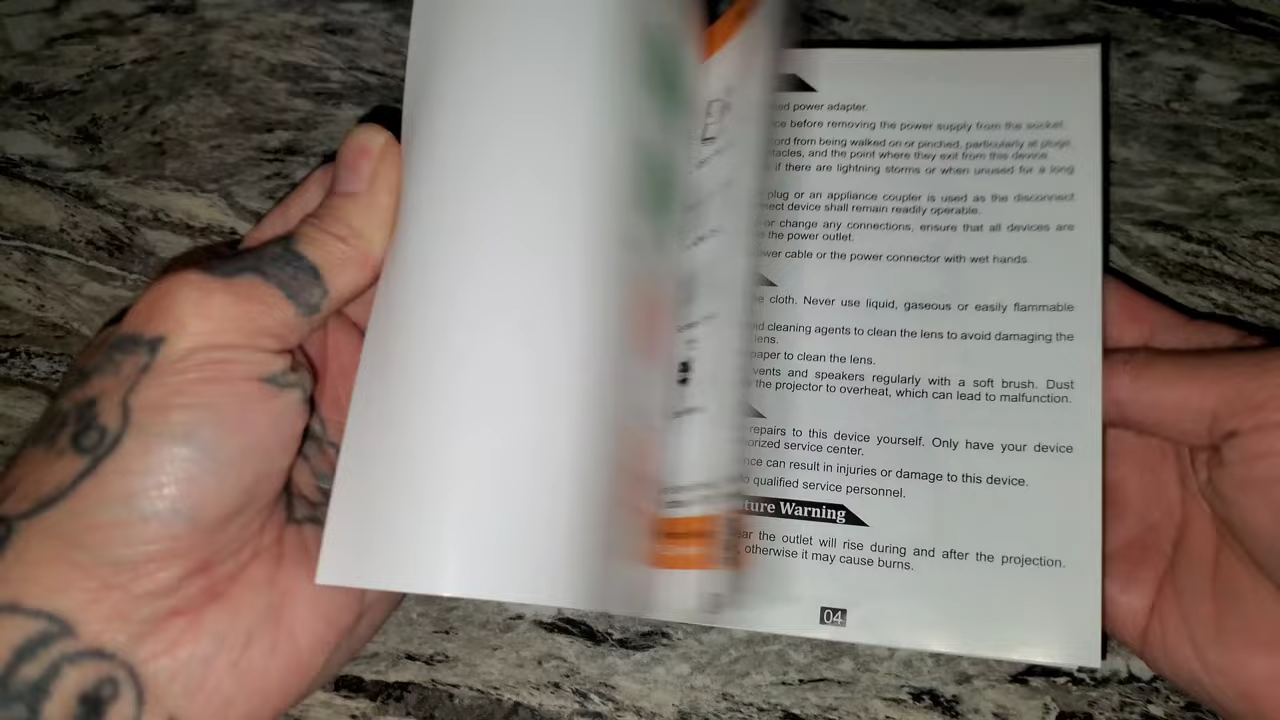 power adapter.
before removing the power supply from the socket.
ord from being walked on or pinched, particularly at plugs,
tacles, and the point where they exit from this device.
if there are lightning storms or when unused for a long
plug or an appliance coupler is used as the disconnect
ect device shall remain readily operable.
or change any connections, ensure that all devices are
the power outlet.
wer cable or the power connector with wet hands.
cloth. Never use liquid, gaseous or easily flammable
cleaning agents to clean the lens to avoid damaging the
lens.
paper to clean the lens.
vents and speakers regularly with a soft brush. Dust
the projector to overheat, which can lead to malfunction.
repairs to this device yourself. Only have your device
orized service center.
nce can result in injuries or damage to this device.
to qualified service personnel.
ture Warning
ar the outlet will rise during and after the projection.
, otherwise it may cause burns.
04